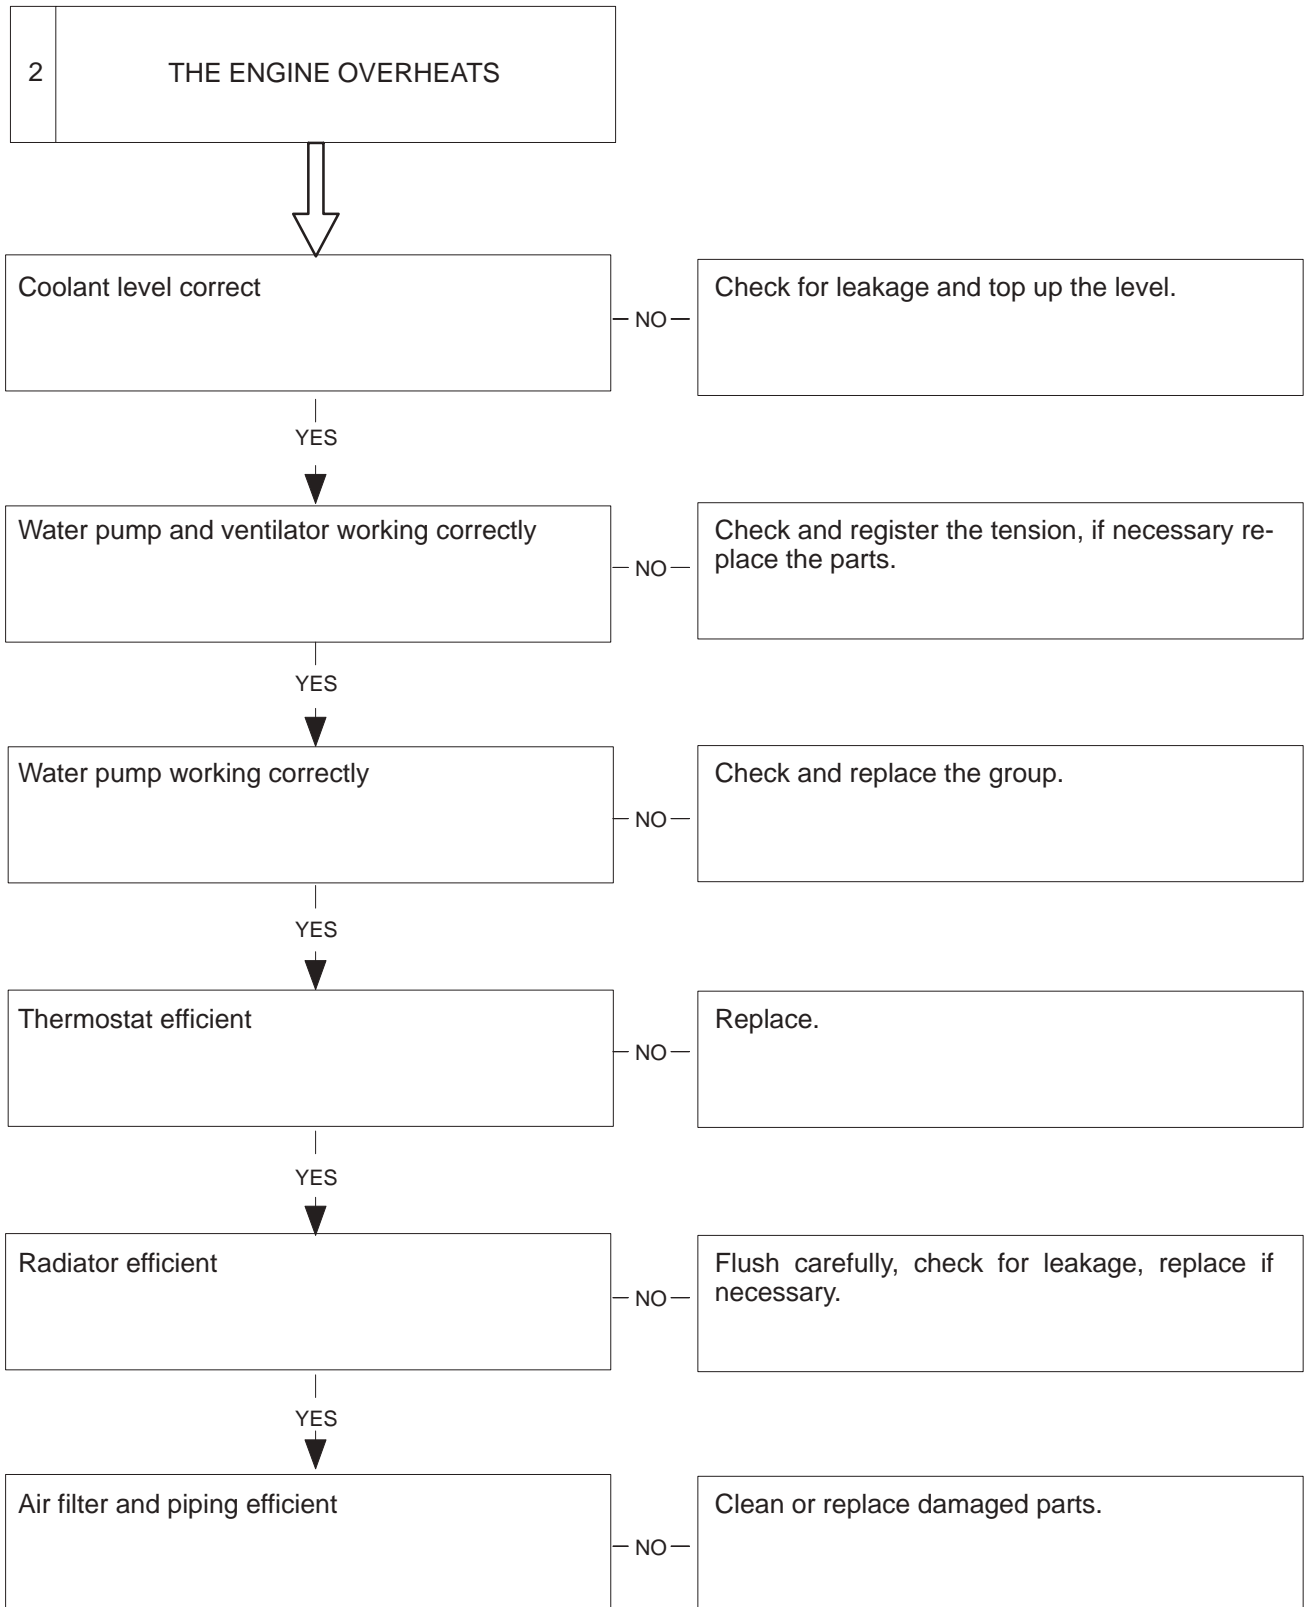 2
THE ENGINE OVERHEATS
Coolant level correct
NO
Check for leakage and top up the level.
YES
Water pump and ventilator working correctly
NO
Check and register the tension, if necessary re-
place the parts.
YES
Water pump working correctly
NO
Check and replace the group.
YES
Thermostat efficient
NO
Replace.
YES
Radiator efficient
NO
Flush carefully, check for leakage, replace if
necessary.
YES
Air filter and piping efficient
NO
Clean or replace damaged parts.